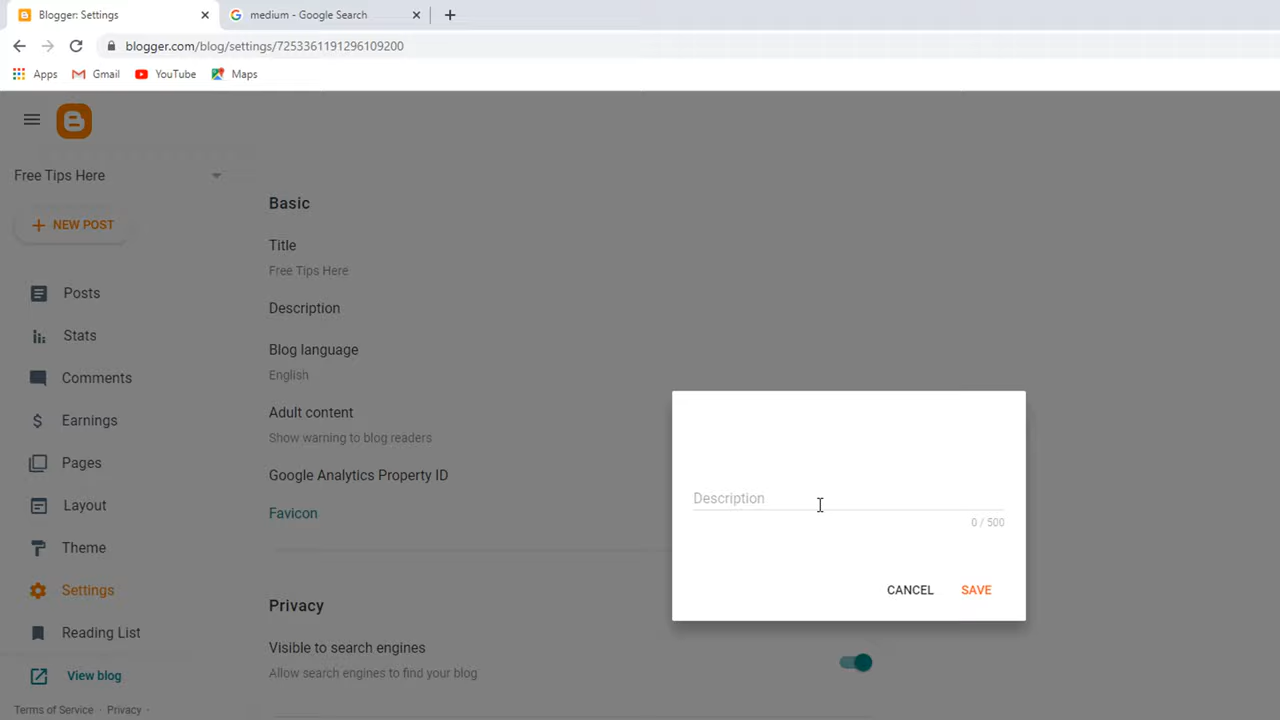 Blogger: Settings
medium - Google Search
blogger.com/blog/settings/7253361191296109200
Apps
Gmail
YouTube
Maps
Free Tips Here
NEW POST
Posts
Stats
Comments
Earnings
Pages
Layout
Theme
Settings
Reading List
View blog
Terms of Service · Privacy ·
Basic
Title
Free Tips Here
Description
Blog language
English
Adult content
Show warning to blog readers
Google Analytics Property ID
Favicon
Privacy
Visible to search engines
Allow search engines to find your blog
Description
0 / 500
CANCEL
SAVE